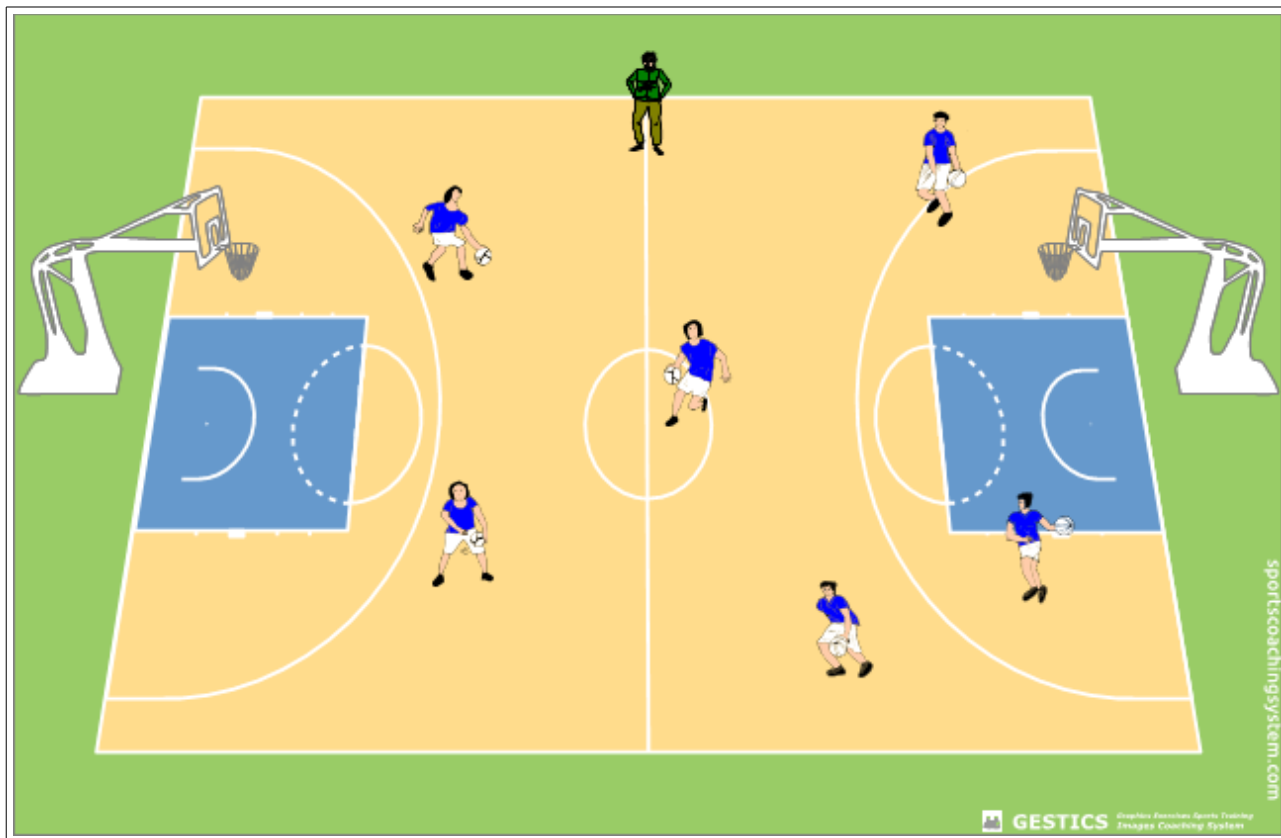 sportscoachingsystem.com
GESTICS
Graphics Exercises Sports Training
Images Coaching System